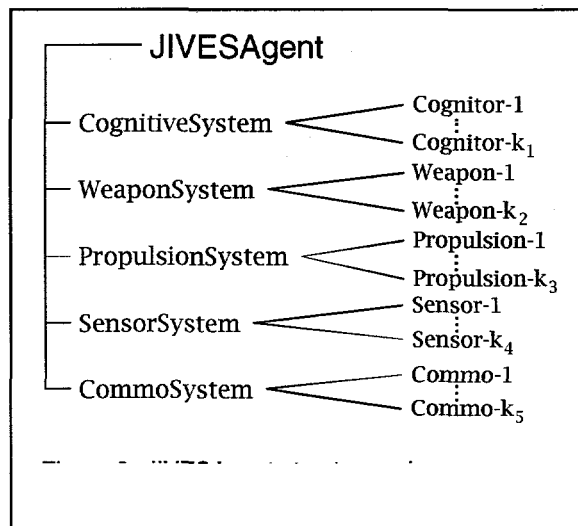 JIVESAgent
Cognitor-1
CognitiveSystem
Cognitor-k₁
Weapon-1
WeaponSystem
Weapon-k₂
Propulsion-1
PropulsionSystem
Propulsion-k₃
Sensor-1
SensorSystem
Sensor-k₄
Commo-1
CommoSystem
Commo-k₅